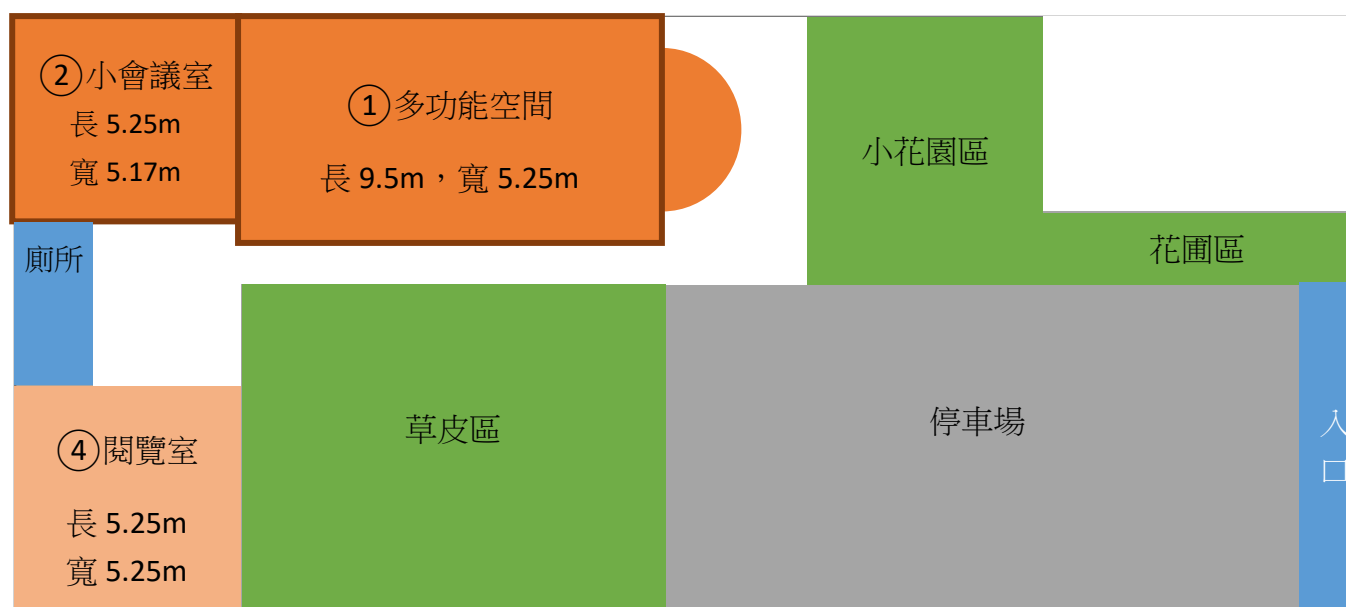 ②小會議室
長 5.25m
寬 5.17m
①多功能空間
長 9.5m，寬 5.25m
小花園區
花圃區
廁所
④閱覽室
長 5.25m
寬 5.25m
草皮區
停車場
入
口